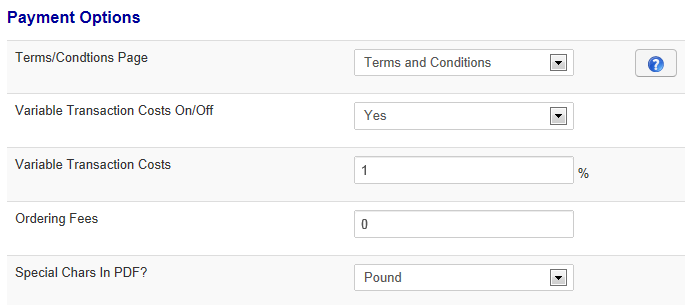 Payment Options
Terms/Condtions Page
Terms and Conditions
?
Variable Transaction Costs On/Off
Yes
Variable Transaction Costs
1
%
Ordering Fees
0
Special Chars In PDF?
Pound